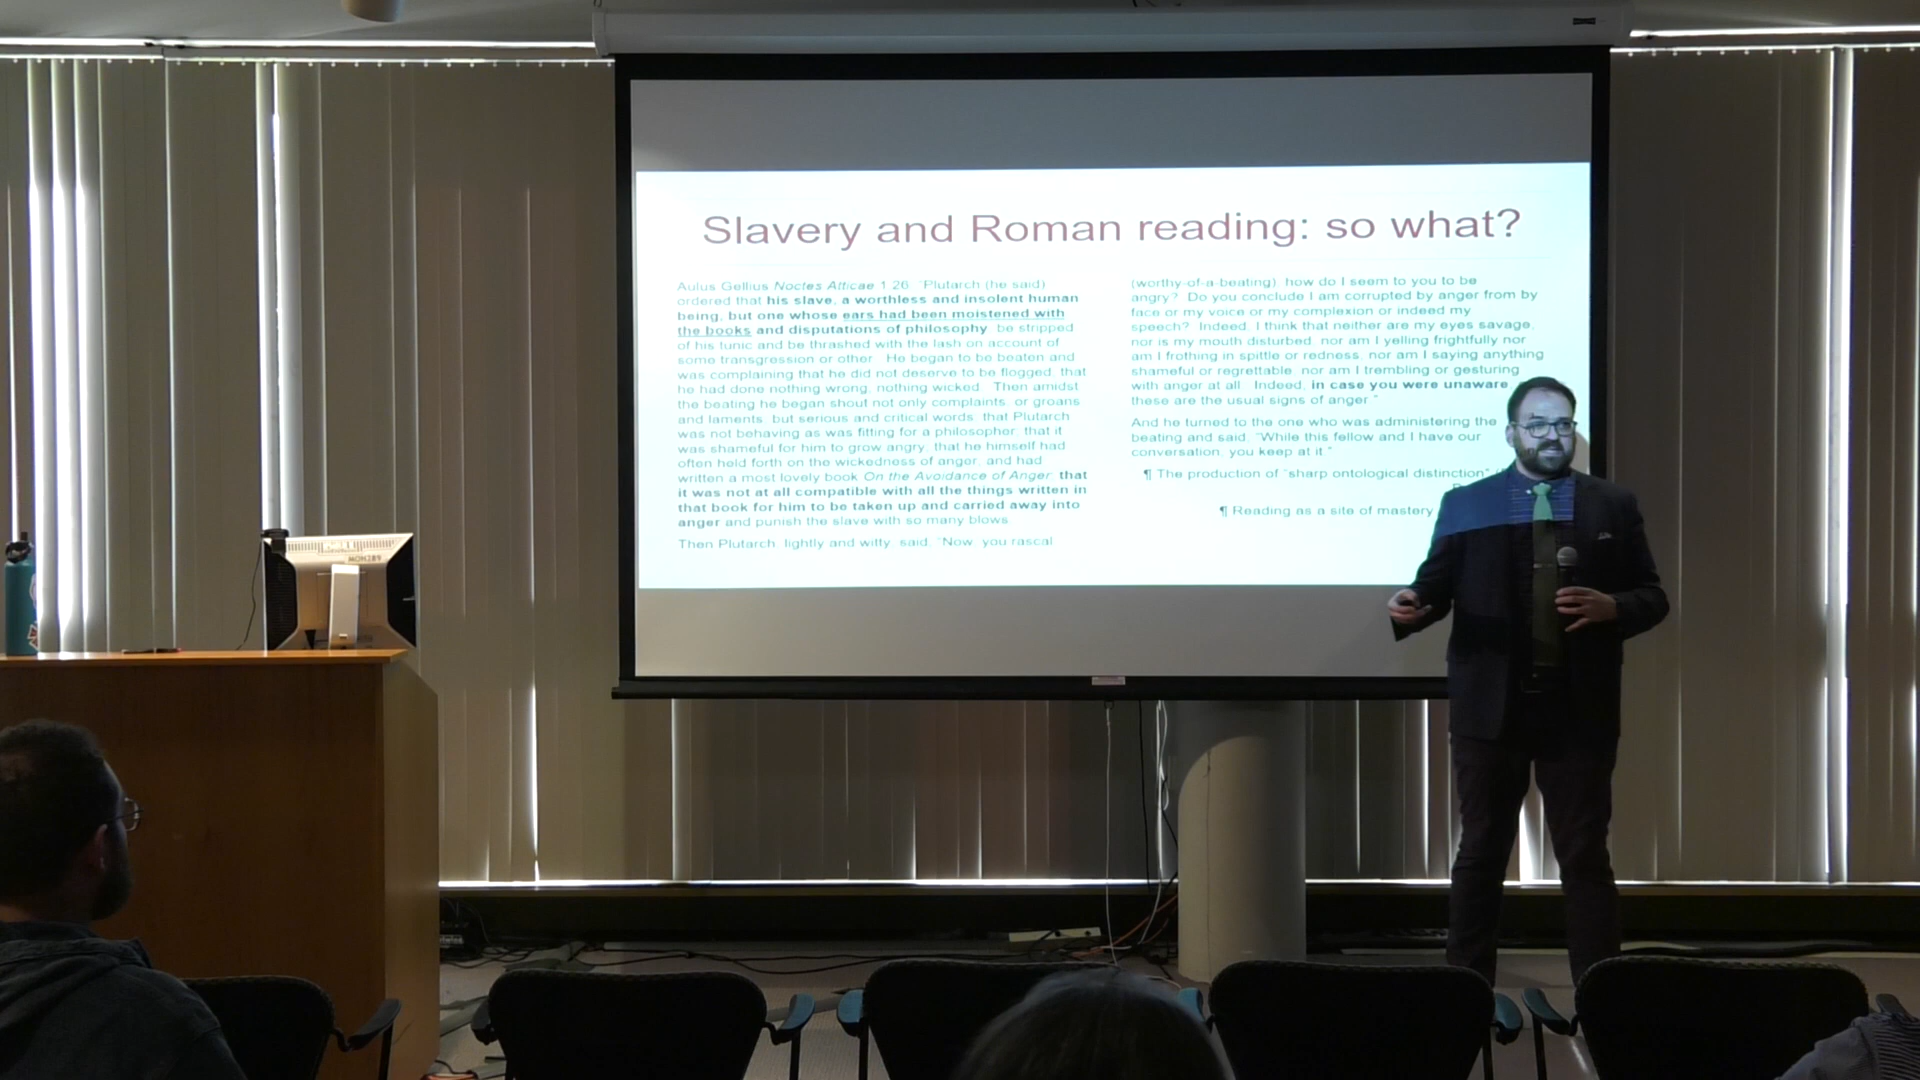 Slavery and Roman reading: so what?
Aulus Gellius Noctes Atticae 1.26: "Plutarch (he said)
ordered that his slave, a worthless and insolent human
being, but one whose ears had been moistened with
the books and disputations of philosophy, be stripped
of his tunic and be thrashed with the lash on account of
some transgression or other. He began to be beaten and
was complaining that he did not deserve to be flogged, that
he had done nothing wrong, nothing wicked. Then amidst
the beating he began shout not only complaints, or groans
and laments, but serious and critical words: that Plutarch
was not behaving as was fitting for a philosopher; that it
was shameful for him to grow angry; that he himself had
often held forth on the wickedness of anger, and had
written a most lovely book On the Avoidance of Anger; that
it was not at all compatible with all the things written in
that book for him to be taken up and carried away into
anger and punish the slave with so many blows.
Then Plutarch, lightly and witty, said, "Now, you rascal
(worthy-of-a-beating), how do I seem to you to be
angry? Do you conclude I am corrupted by anger from by
face or my voice or my complexion or indeed my
speech? Indeed, I think that neither are my eyes savage,
nor is my mouth disturbed, nor am I yelling frightfully nor
am I frothing in spittle or redness, nor am I saying anything
shameful or regrettable, nor am I trembling or gesturing
with anger at all. Indeed, in case you were unaware,
these are the usual signs of anger."
And he turned to the one who was administering the
beating and said, "While this fellow and I have our
conversation, you keep at it."
¶ The production of "sharp ontological distinction"
¶ Reading as a site of mastery